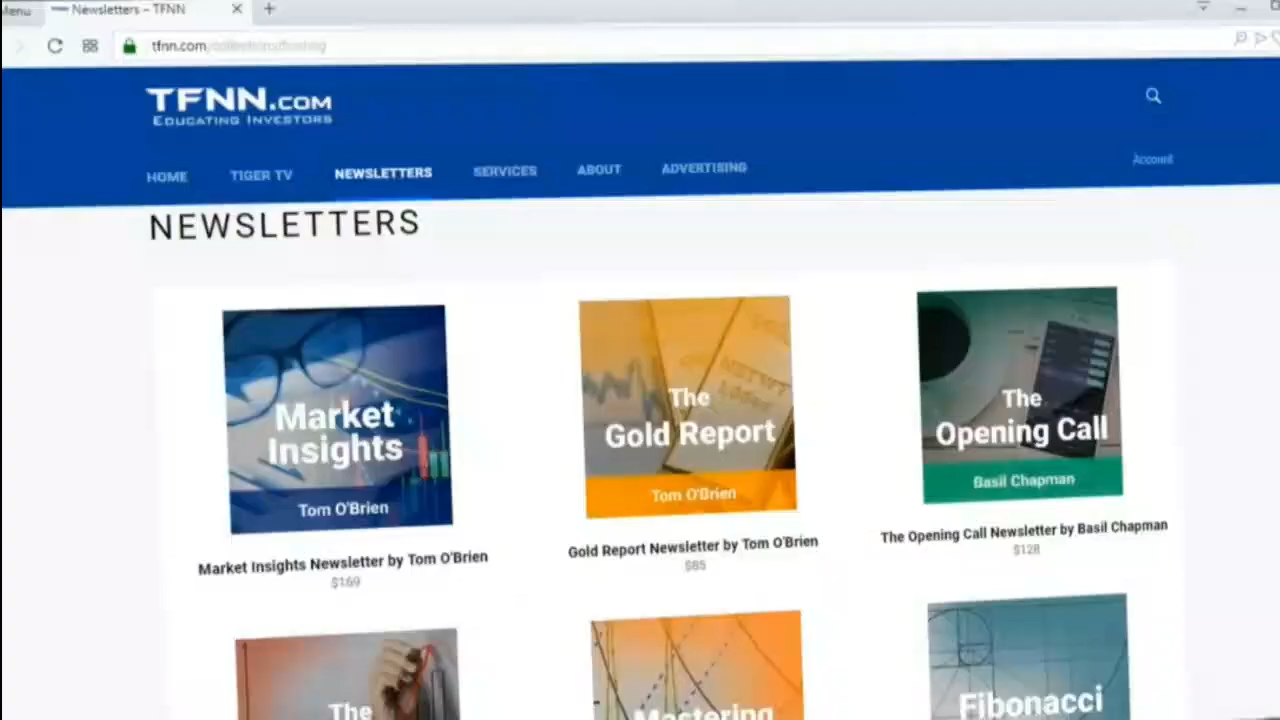 Menu
Newsletters – TFNN
tfnn.com
TFNN.COM
EDUCATING INVESTORS
Account
HOME
TIGER TV
NEWSLETTERS
SERVICES
ABOUT
ADVERTISING
NEWSLETTERS
Market
Insights
Tom O'Brien
Market Insights Newsletter by Tom O'Brien
$169
The
Gold Report
Tom O'Brien
Gold Report Newsletter by Tom O'Brien
$85
The
Opening Call
Basil Chapman
The Opening Call Newsletter by Basil Chapman
$128
The
Mastering
Fibonacci